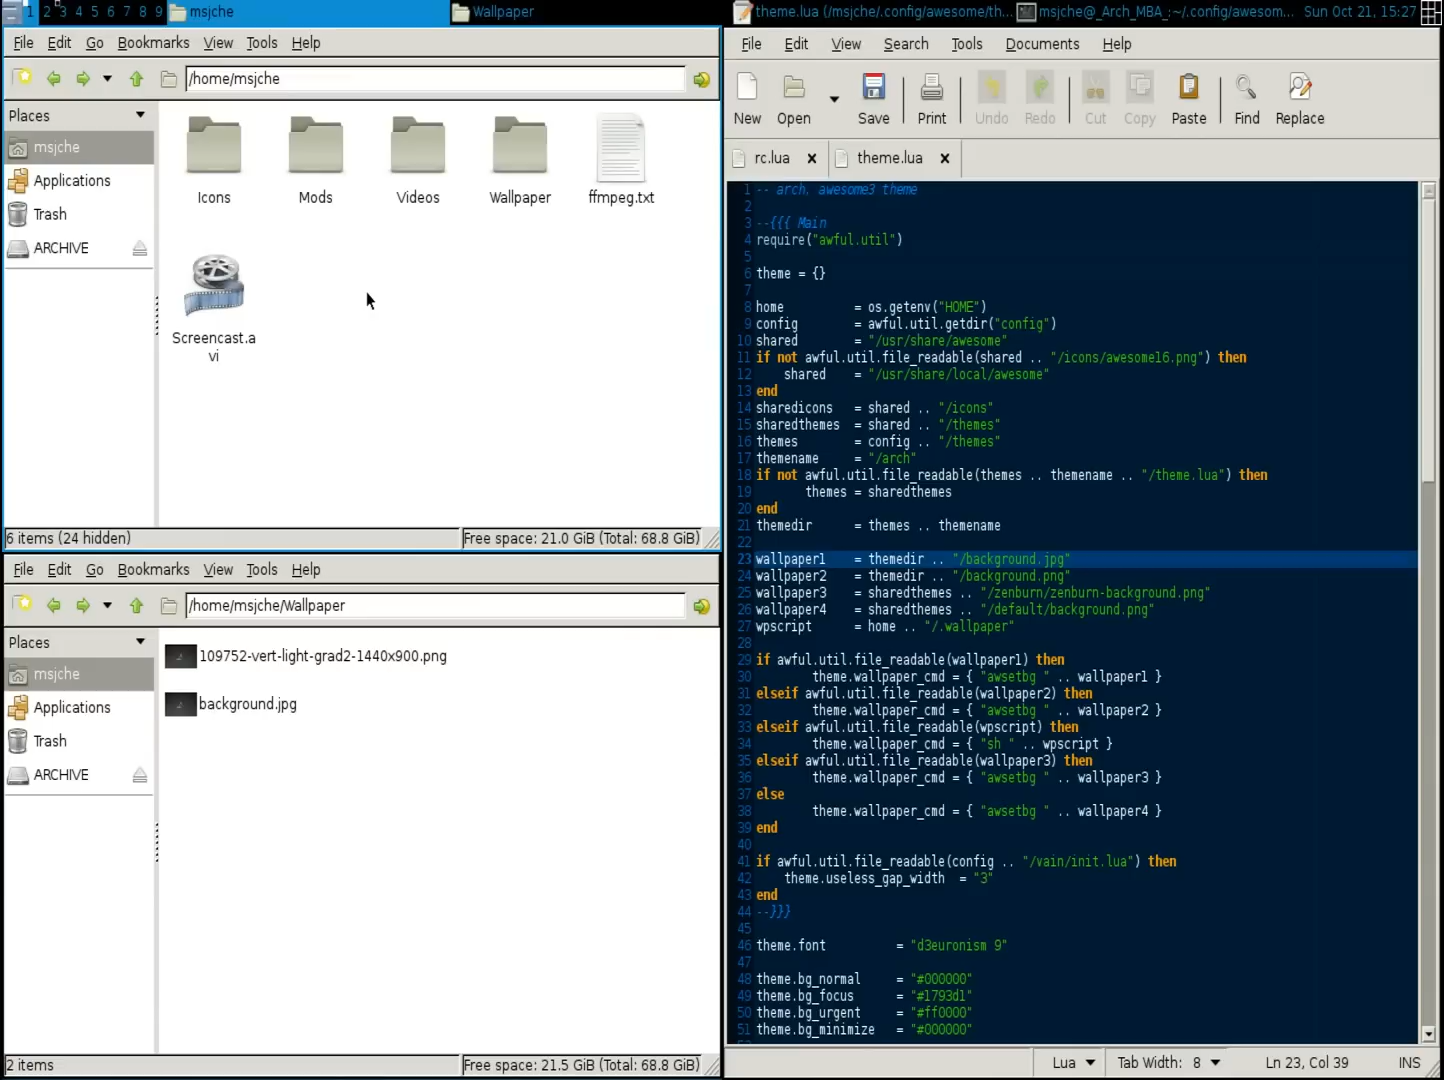 1 2 3 4 5 6 7 8 9 msjche Wallpaper theme.lua (/msjche/.config/awesome/th... msjche@_Arch_MBA_:~/.config/awesom... Sun Oct 21, 15:27
File Edit Go Bookmarks View Tools Help
/home/msjche
Places
msjche
Applications
Trash
ARCHIVE
Icons Mods Videos Wallpaper ffmpeg.txt
Screencast.a
vi
6 items (24 hidden) Free space: 21.0 GiB (Total: 68.8 GiB)
File Edit Go Bookmarks View Tools Help
/home/msjche/Wallpaper
Places
msjche
Applications
Trash
ARCHIVE
109752-vert-light-grad2-1440x900.png
background.jpg
2 items Free space: 21.5 GiB (Total: 68.8 GiB)
File Edit View Search Tools Documents Help
New Open Save Print Undo Redo Cut Copy Paste Find Replace
rc.lua theme.lua
1 -- arch, awesome3 theme
2
3 --{{{ Main
4 require("awful.util")
5
6 theme = {}
7
8 home = os.getenv("HOME")
9 config = awful.util.getdir("config")
10 shared = "/usr/share/awesome"
11 if not awful.util.file_readable(shared .. "/icons/awesome16.png") then
12 shared = "/usr/share/local/awesome"
13 end
14 sharedicons = shared .. "/icons"
15 sharedthemes = shared .. "/themes"
16 themes = config .. "/themes"
17 themename = "/arch"
18 if not awful.util.file_readable(themes .. themename .. "/theme.lua") then
19 themes = sharedthemes
20 end
21 themedir = themes .. themename
22
23 wallpaper1 = themedir .. "/background.jpg"
24 wallpaper2 = themedir .. "/background.png"
25 wallpaper3 = sharedthemes .. "/zenburn/zenburn-background.png"
26 wallpaper4 = sharedthemes .. "/default/background.png"
27 wpscript = home .. "/.wallpaper"
28
29 if awful.util.file_readable(wallpaper1) then
30 theme.wallpaper_cmd = { "awsetbg " .. wallpaper1 }
31 elseif awful.util.file_readable(wallpaper2) then
32 theme.wallpaper_cmd = { "awsetbg " .. wallpaper2 }
33 elseif awful.util.file_readable(wpscript) then
34 theme.wallpaper_cmd = { "sh " .. wpscript }
35 elseif awful.util.file_readable(wallpaper3) then
36 theme.wallpaper_cmd = { "awsetbg " .. wallpaper3 }
37 else
38 theme.wallpaper_cmd = { "awsetbg " .. wallpaper4 }
39 end
40
41 if awful.util.file_readable(config .. "/vain/init.lua") then
42 theme.useless_gap_width = "3"
43 end
44 --}}}
45
46 theme.font = "d3euronism 9"
47
48 theme.bg_normal = "#000000"
49 theme.bg_focus = "#1793d1"
50 theme.bg_urgent = "#ff0000"
51 theme.bg_minimize = "#000000"
Lua Tab Width: 8 Ln 23, Col 39 INS